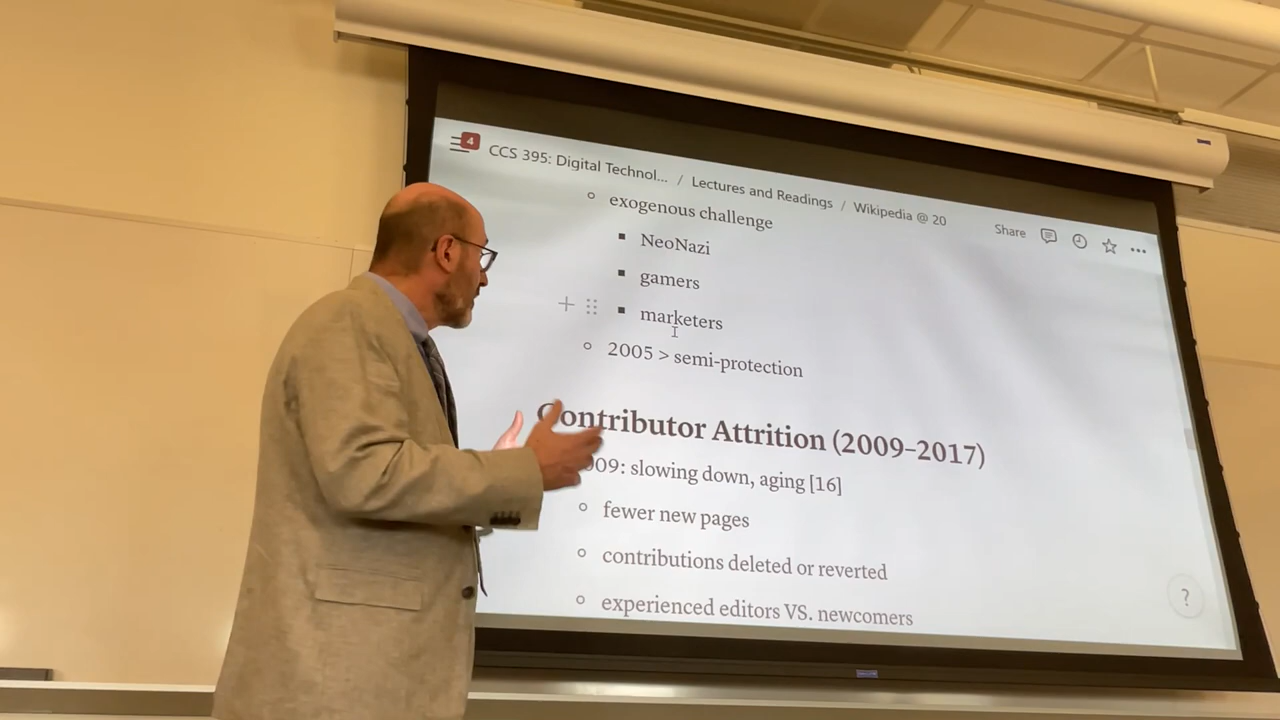 4
CCS 395: Digital Technol... / Lectures and Readings / Wikipedia @ 20
Share
exogenous challenge
NeoNazi
gamers
marketers
2005 > semi-protection
Contributor Attrition (2009–2017)
009: slowing down, aging [16]
fewer new pages
contributions deleted or reverted
experienced editors VS. newcomers
?